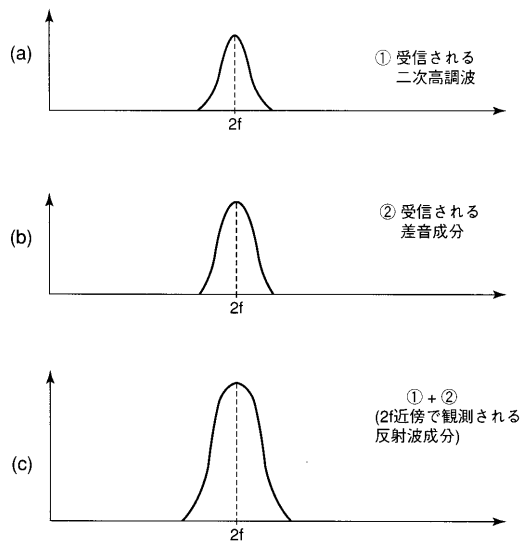 (a)
① 受信される
二次高調波
2f
(b)
② 受信される
差音成分
2f
(c)
① + ②
(2f近傍で観測される
反射波成分)
2f